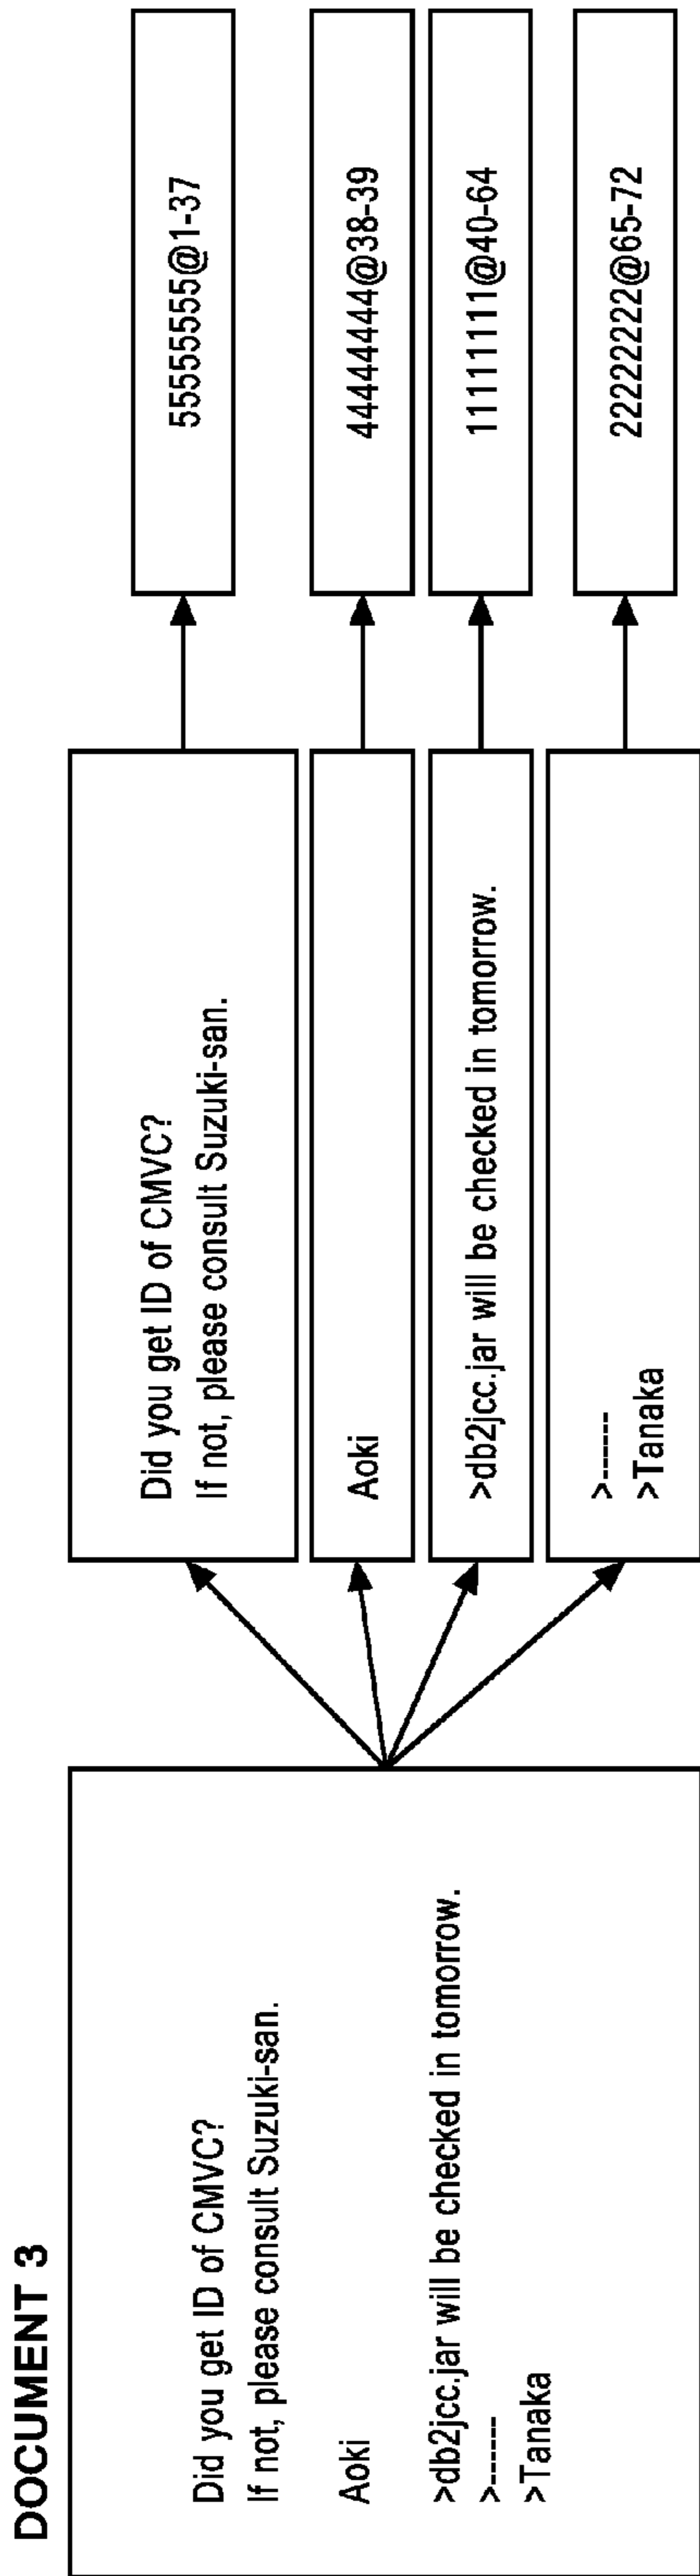 DOCUMENT 3
Did you get ID of CMVC?
If not, please consult Suzuki-san.
Aoki
>db2jcc.jar will be checked in tomorrow.
>------
>Tanaka
Did you get ID of CMVC?
If not, please consult Suzuki-san.
Aoki
>db2jcc.jar will be checked in tomorrow.
>------
>Tanaka
55555555@1-37
44444444@38-39
11111111@40-64
22222222@65-72